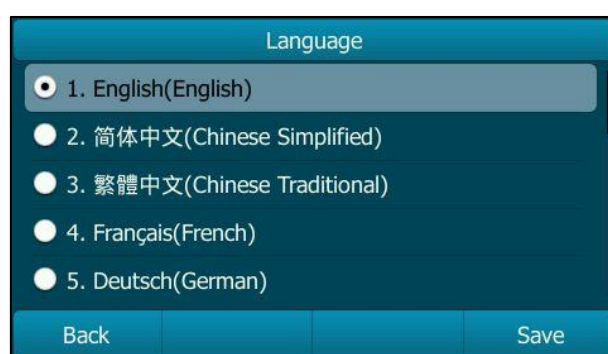 Language
1. English(English)
2. 简体中文(Chinese Simplified)
3. 繁體中文(Chinese Traditional)
4. Français(French)
5. Deutsch(German)
Back Save